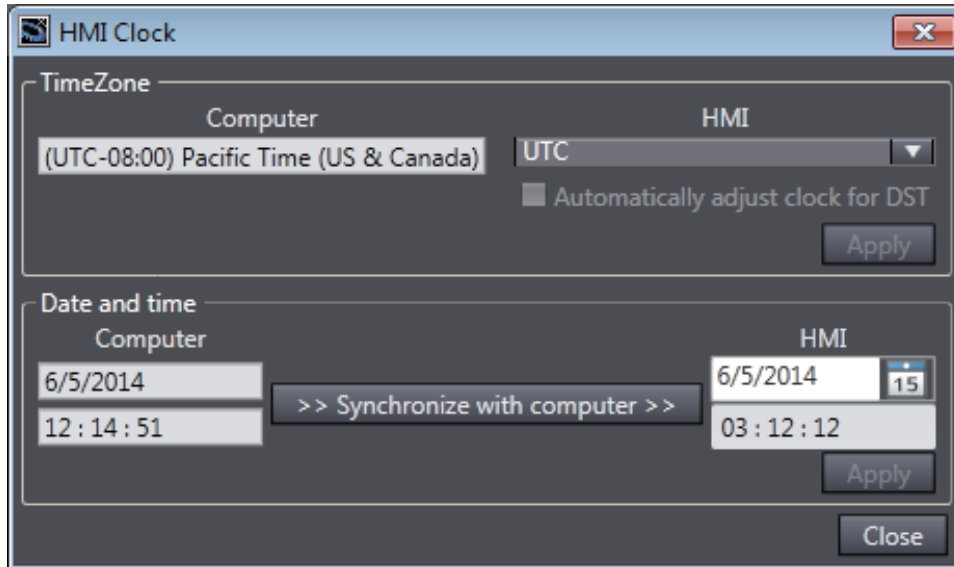 HMI Clock
TimeZone
Computer
HMI
(UTC-08:00) Pacific Time (US & Canada)
UTC
Automatically adjust clock for DST
Apply
Date and time
Computer
HMI
6/5/2014
6/5/2014
15
>> Synchronize with computer >>
12 : 14 : 51
03 : 12 : 12
Apply
Close